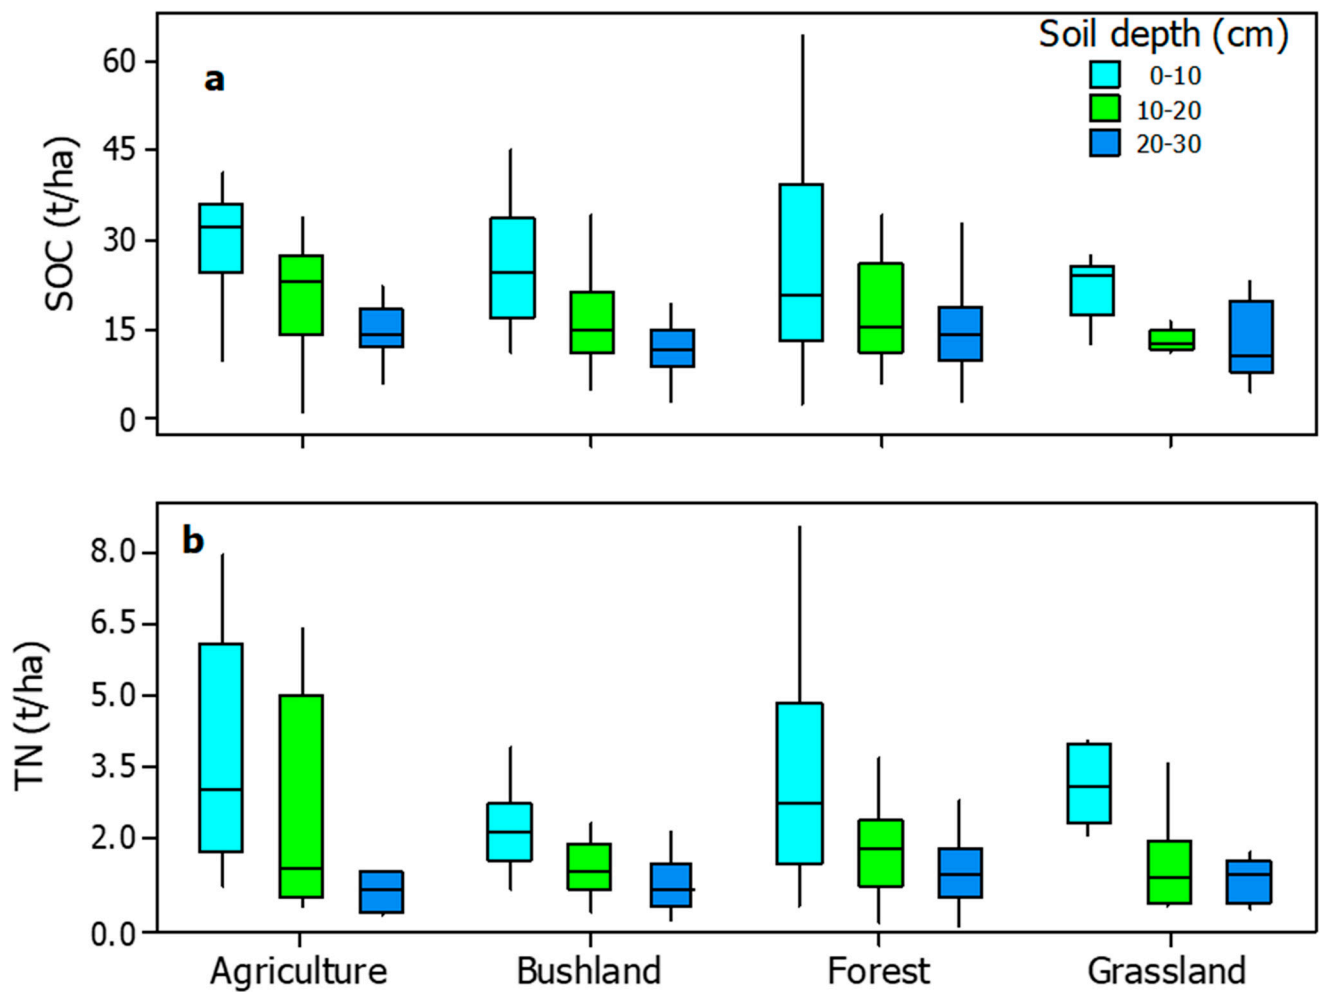 Soil depth (cm)
a
0-10
10-20
20-30
60
45
30
15
0
SOC (t/ha)
b
8.0
6.5
5.0
3.5
2.0
0.0
TN (t/ha)
Agriculture Bushland Forest Grassland